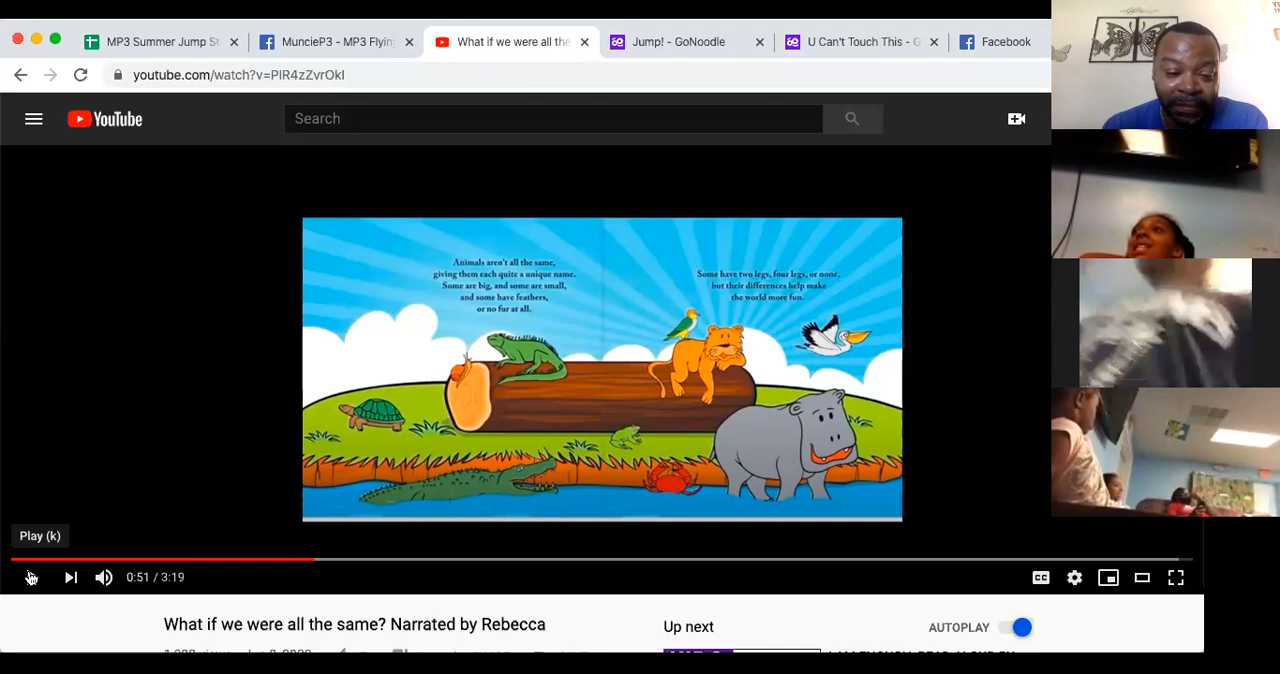 MP3 Summer Jump St
MuncieP3 - MP3 Flying
What if we were all the
Jump! - GoNoodle
U Can't Touch This - G
Facebook
youtube.com/watch?v=PlR4zZvrOkI
YouTube
Search
Animals aren't all the same,
giving them each quite a unique name.
Some are big, and some are small,
and some have feathers,
or no fur at all.
Some have two legs, four legs, or none,
but their differences help make
the world more fun.
Play (k)
0:51 / 3:19
CC
What if we were all the same? Narrated by Rebecca
Up next
AUTOPLAY